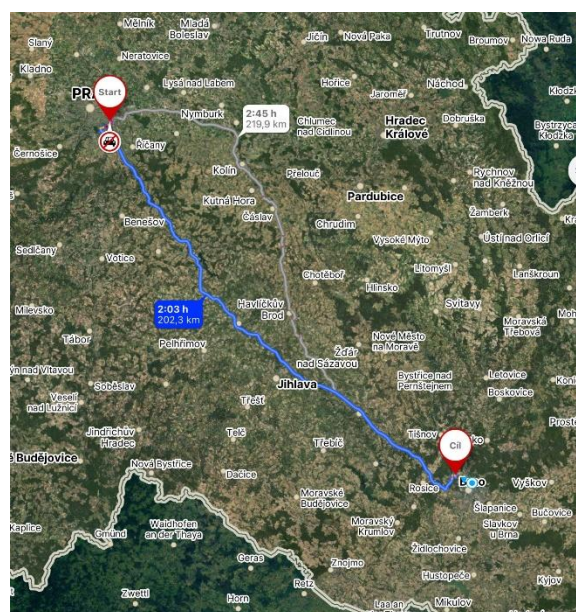 Mělník
Mladá
Boleslav
Jičín
Nová Paka
Trutnov
Broumov
Nowa Ruda
Slaný
Kladno
Neratovice
Lysá nad Labem
Hořice
Jaroměř
Náchod
Start
Nymburk
2:45 h
219,9 km
Chlumec
nad Cidlinou
Hradec
Králové
Dobruška
Bystrzyca
Kłodzka
Černošice
Říčany
Kolín
Přelouč
Rychnov
nad Kněžnou
Kutná Hora
Čáslav
Pardubice
Žamberk
Benešov
Chrudim
Vysoké Mýto
Ústí nad Orlicí
Sedlčany
Votice
Chotěboř
Hlinsko
Litomyšl
Lanškroun
Milevsko
2:03 h
202,3 km
Havlíčkův
Brod
Svitavy
Moravská
Třebová
Tábor
Pelhřimov
Žďár
nad Sázavou
Nové Město
na Moravě
Soběslav
Jihlava
Bystřice nad
Pernštejnem
Letovice
Boskovice
Veselí
nad Lužnicí
Třešť
Telč
Třebíč
Tišnov
Cíl
Jindřichův
Hradec
Nová Bystřice
Dačice
Rosice
Vyškov
Moravské
Budějovice
Moravský
Krumlov
Šlapanice
Slavkov
u Brna
Bučovice
Kaplice
Gmünd
Waidhofen
an der Thaya
Geras
Znojmo
Židlochovice
Hustopeče
Kyjov
Zwettl
Horn
Retz
Mikulov
Laa an